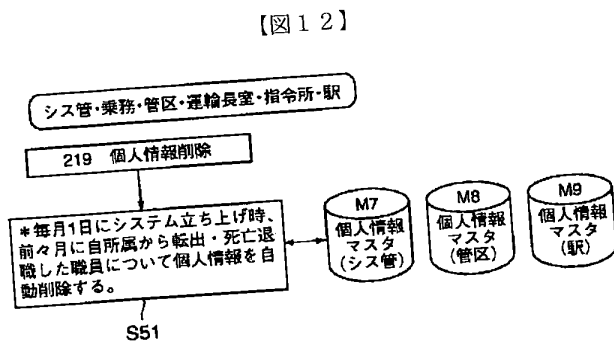 【図１２】
シス管・乗務・管区・運輸長室・指令所・駅
219 個人情報削除
＊毎月1日にシステム立ち上げ時、
前々月に自所属から転出・死亡退
職した職員について個人情報を自
動削除する。
S51
M7
個人情報
マスタ
(シス管)
M8
個人情報
マスタ
(管区)
M9
個人情報
マスタ
(駅)